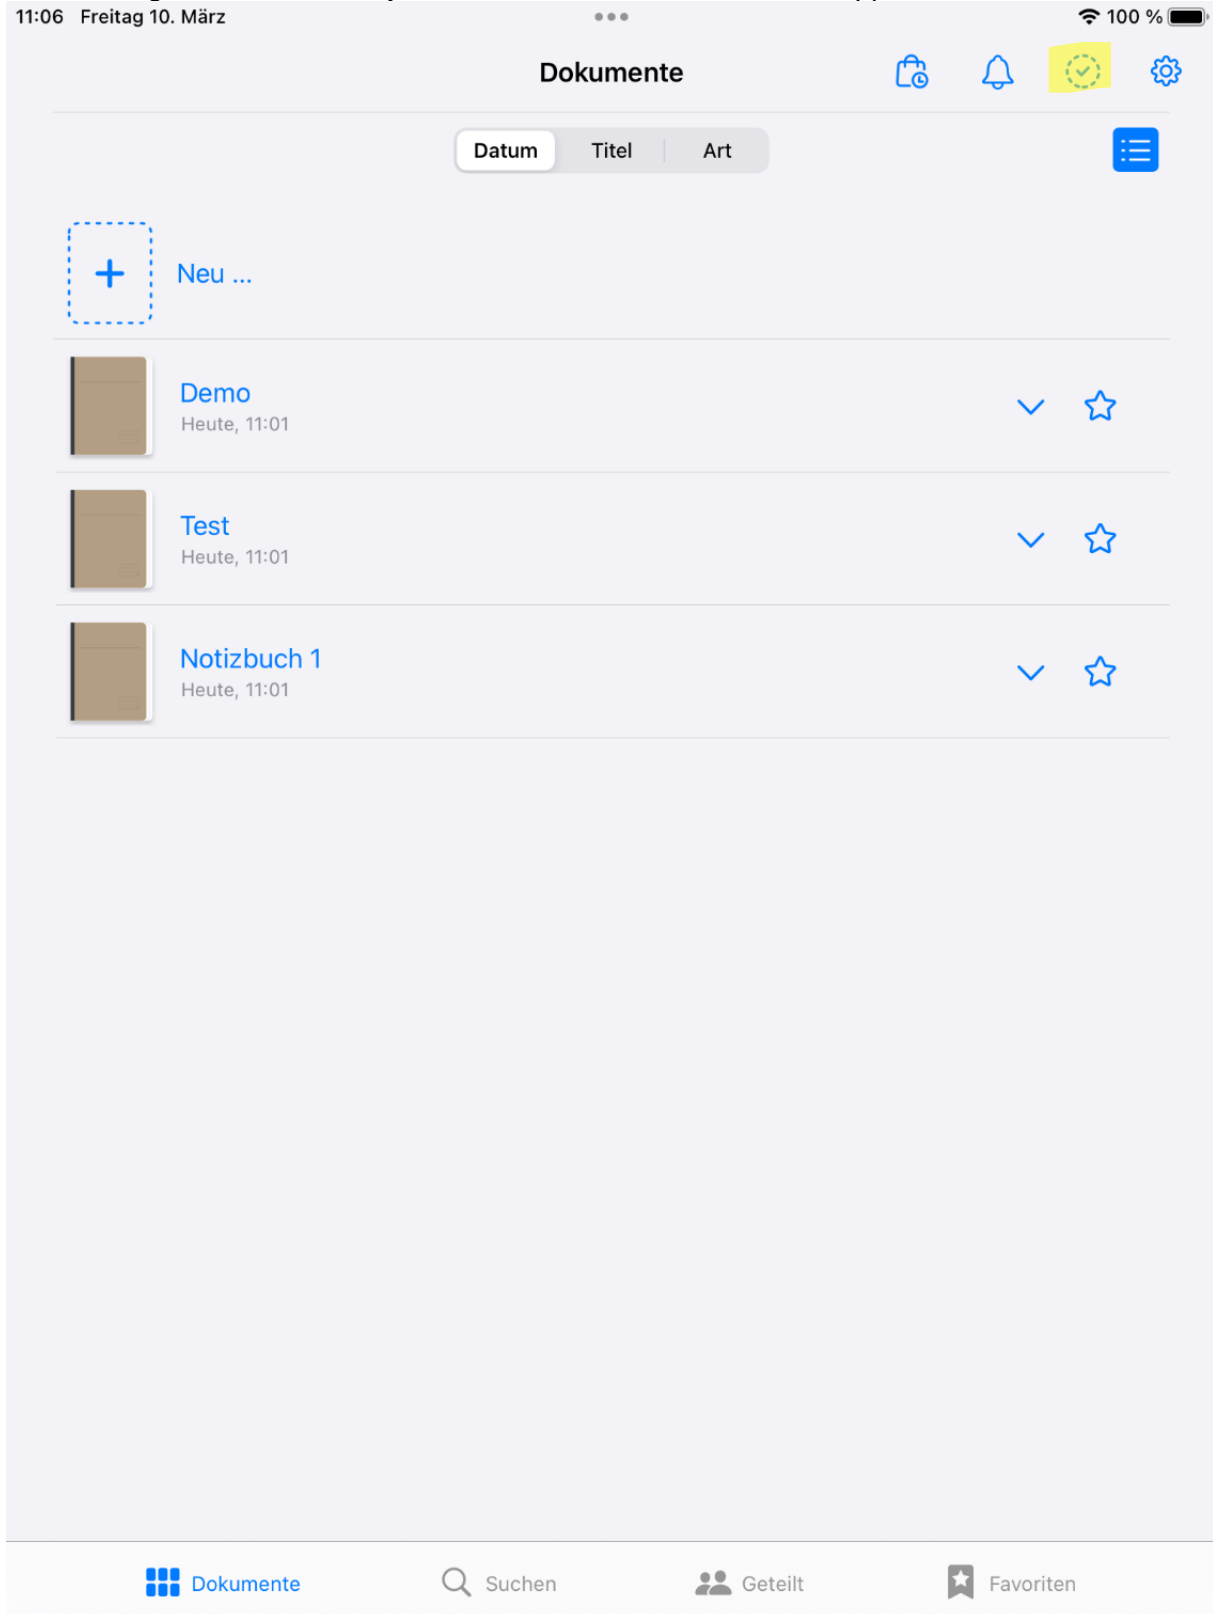 11:06 Freitag 10. März
100 %
Dokumente
Datum Titel Art
Neu ...
Demo
Heute, 11:01
Test
Heute, 11:01
Notizbuch 1
Heute, 11:01
Dokumente Suchen Geteilt Favoriten